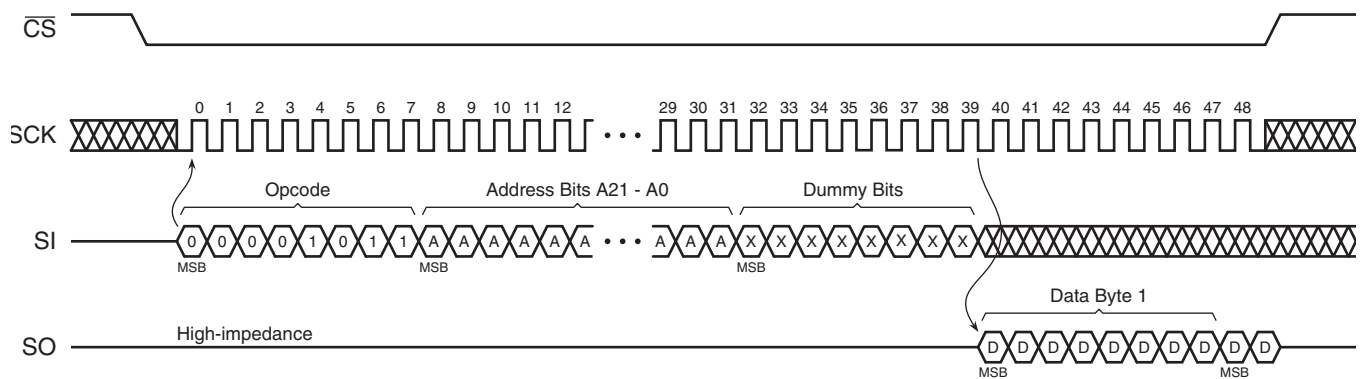 CS
0 1 2 3 4 5 6 7 8 9 10 11 12 29 30 31 32 33 34 35 36 37 38 39 40 41 42 43 44 45 46 47 48
SCK •••
Opcode Address Bits A21 - A0 Dummy Bits
SI 0 0 0 0 1 0 1 1 A A A A A A ••• A A A X X X X X X X X
MSB MSB MSB
Data Byte 1
High-impedance
SO D D D D D D D D D D
MSB MSB